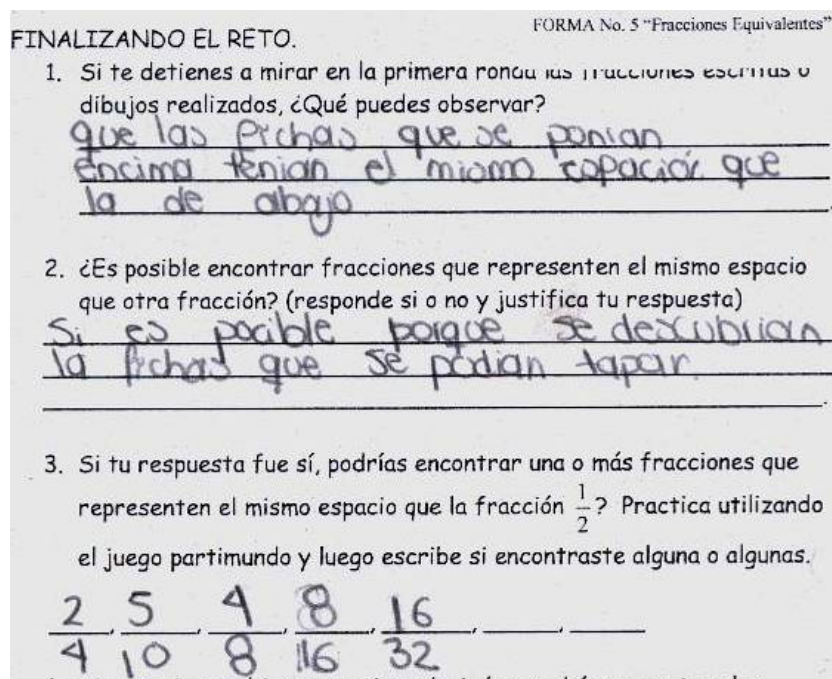 FORMA No. 5 “Fracciones Equivalentes”
FINALIZANDO EL RETO.
1. Si te detienes a mirar en la primera ronda las fracciones escritas o
dibujos realizados, ¿Qué puedes observar?
que las fichas que se ponian
encima tenian el mismo espacior que
la de abajo
2. ¿Es posible encontrar fracciones que representen el mismo espacio
que otra fracción? (responde si o no y justifica tu respuesta)
Si es pocible porque se descubrian
la fichas que se podian tapar.
3. Si tu respuesta fue sí, podrías encontrar una o más fracciones que
representen el mismo espacio que la fracción 1/2? Practica utilizando
el juego partimundo y luego escribe si encontraste alguna o algunas.
2/4, 5/10, 4/8, 8/16, 16/32, ___, ___